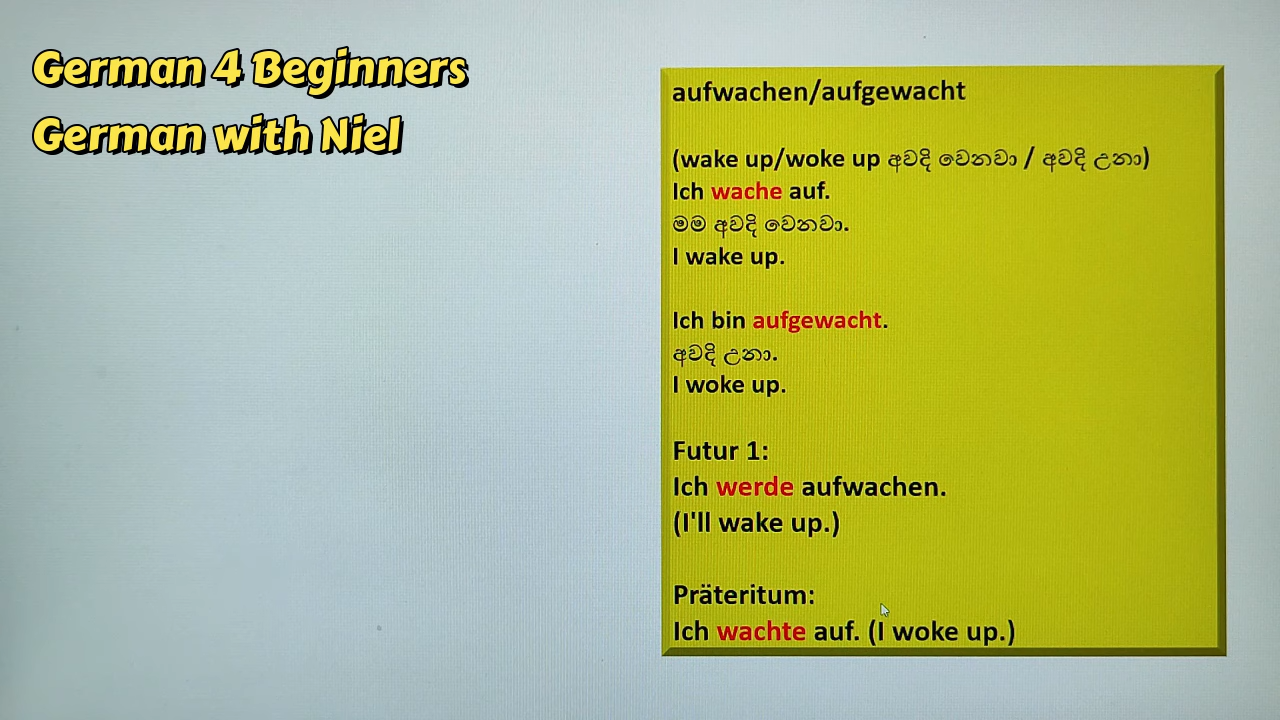 German 4 Beginners
German with Niel
aufwachen/aufgewacht
(wake up/woke up අවදි වෙනවා / අවදි උනා)
Ich wache auf.
මම අවදි වෙනවා.
I wake up.
Ich bin aufgewacht.
අවදි උනා.
I woke up.
Futur 1:
Ich werde aufwachen.
(I'll wake up.)
Präteritum:
Ich wachte auf. (I woke up.)